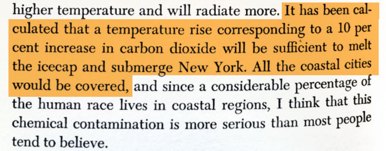 higher temperature and will radiate more. It has been cal-
culated that a temperature rise corresponding to a 10 per
cent increase in carbon dioxide will be sufficient to melt
the icecap and submerge New York. All the coastal cities
would be covered, and since a considerable percentage of
the human race lives in coastal regions, I think that this
chemical contamination is more serious than most people
tend to believe.